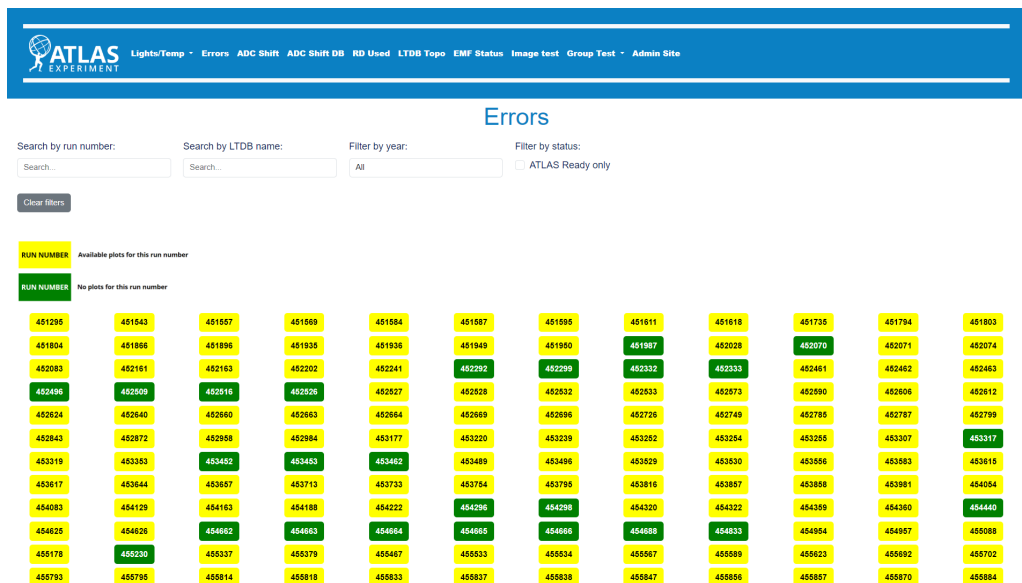 ATLAS
EXPERIMENT
Lights/Temp Errors ADC Shift ADC Shift DB RD Used LTDB Topo EMF Status Image test Group Test Admin Site
Errors
Search by run number: Search by LTDB name: Filter by year: Filter by status:
Search... Search... All ATLAS Ready only
Clear filters
RUN NUMBER Available plots for this run number
RUN NUMBER No plots for this run number
451295 451543 451557 451569 451584 451587 451595 451611 451618 451735 451794 451803
451804 451866 451896 451935 451936 451949 451950 451987 452028 452070 452071 452074
452083 452161 452163 452202 452241 452292 452299 452332 452333 452461 452462 452463
452496 452509 452516 452526 452527 452528 452532 452533 452573 452590 452606 452612
452624 452640 452660 452663 452664 452669 452696 452726 452749 452785 452787 452799
452843 452872 452958 452984 453177 453220 453239 453252 453254 453255 453307 453317
453319 453353 453452 453453 453462 453489 453496 453529 453530 453556 453583 453615
453617 453644 453657 453713 453733 453754 453795 453816 453857 453858 453981 454054
454083 454129 454163 454188 454222 454296 454298 454320 454322 454359 454360 454440
454625 454626 454662 454663 454664 454665 454666 454688 454833 454954 454957 455088
455178 455230 455337 455379 455467 455533 455534 455567 455589 455623 455692 455702
455793 455795 455814 455818 455833 455837 455838 455847 455856 455857 455870 455884